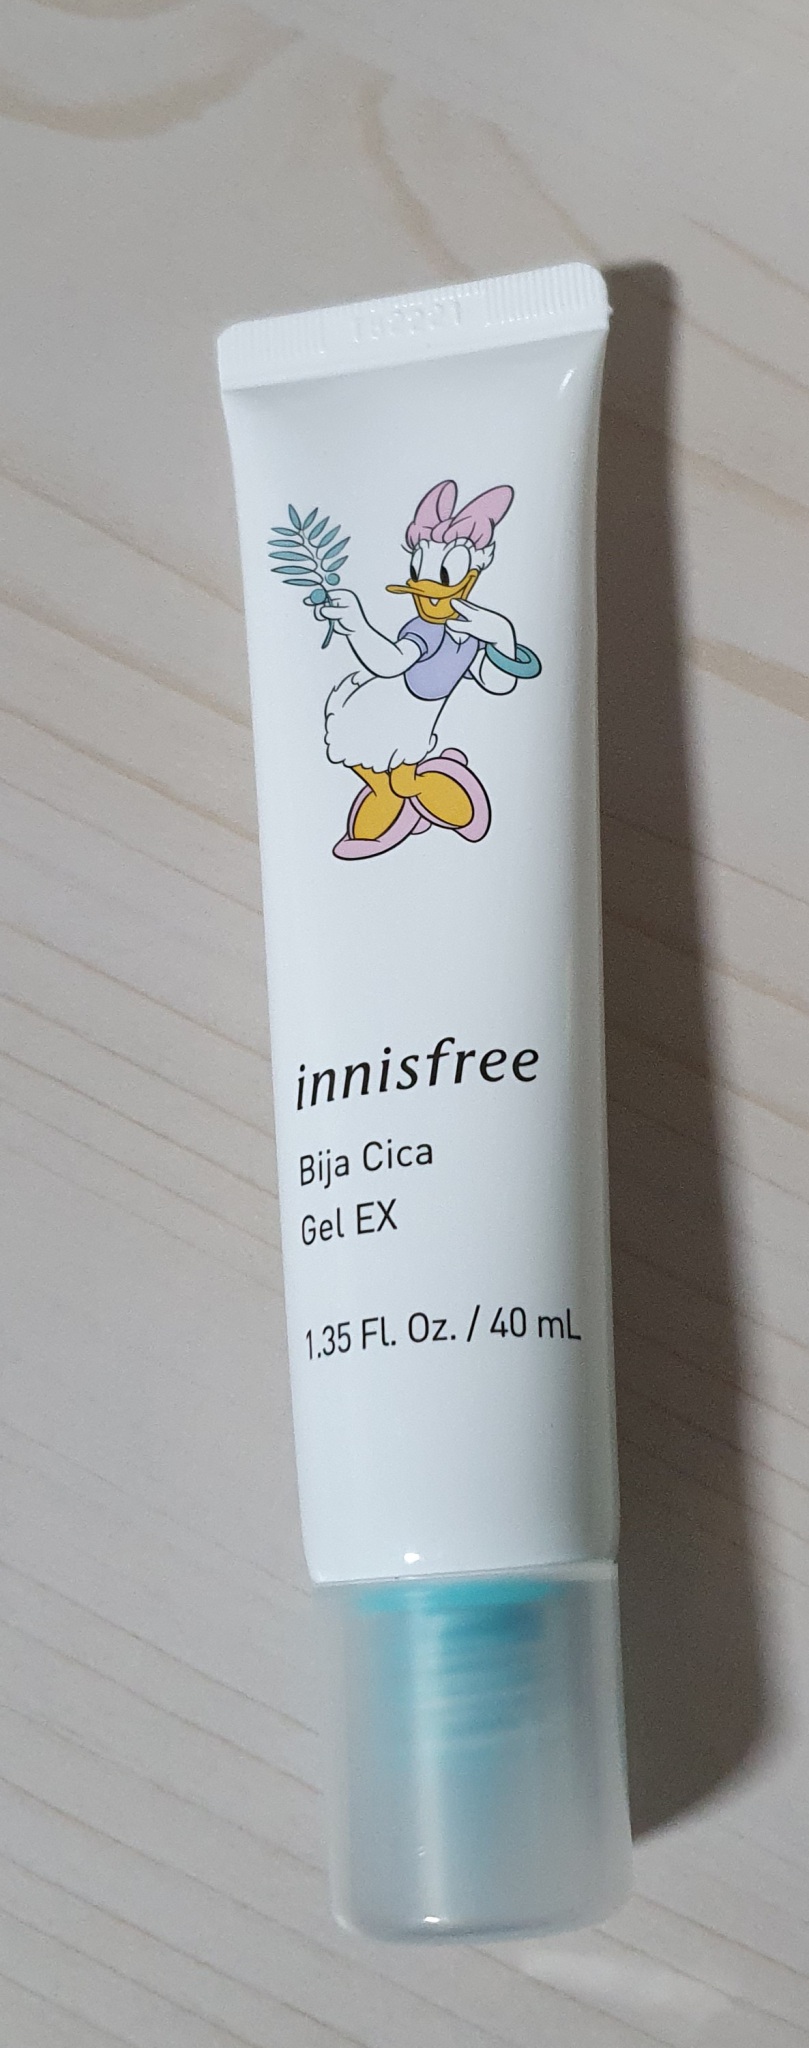 innisfree
Bija Cica
Gel EX
1.35 Fl. Oz. / 40 mL